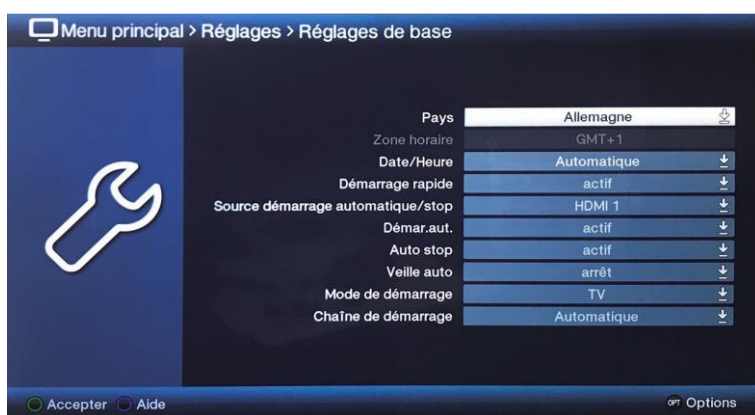 Menu principal > Réglages > Réglages de base
Pays Allemagne
Zone horaire GMT+1
Date/Heure Automatique
Démarrage rapide actif
Source démarrage automatique/stop HDMI 1
Démar.aut. actif
Auto stop actif
Veille auto arrêt
Mode de démarrage TV
Chaîne de démarrage Automatique
Accepter Aide OPT Options